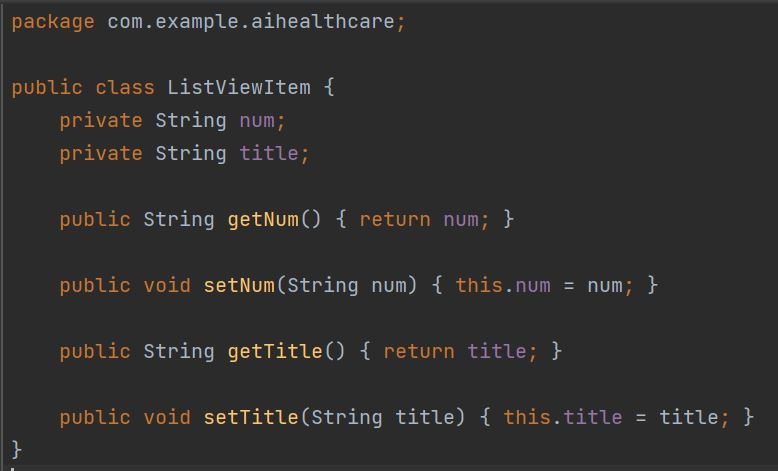 package com.example.aihealthcare;
public class ListViewItem {
private String num;
private String title;
public String getNum() { return num; }
public void setNum(String num) { this.num = num; }
public String getTitle() { return title; }
public void setTitle(String title) { this.title = title; }
}